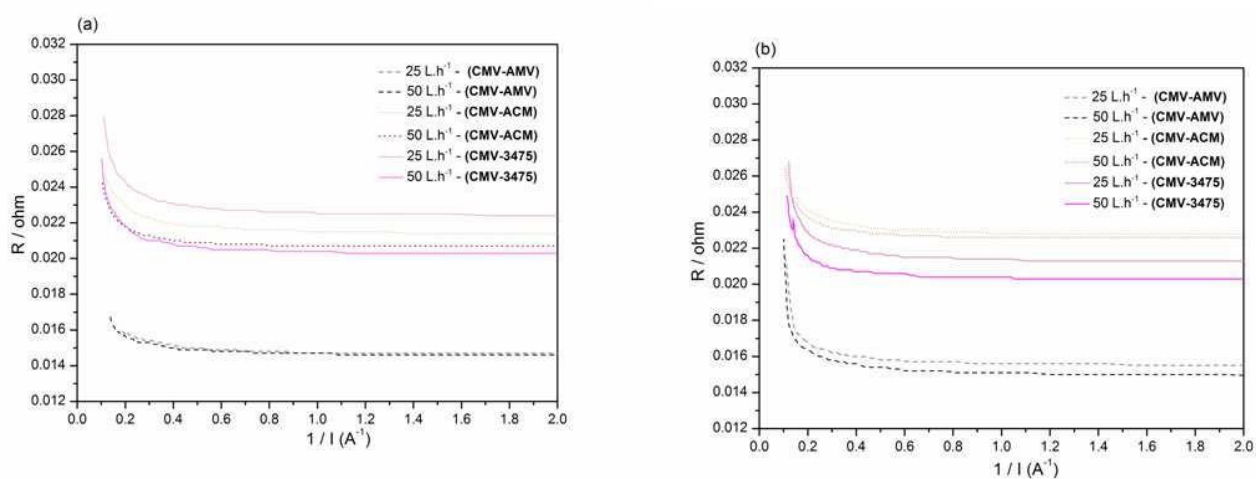 (a)
0.032
0.030
0.028
0.026
0.024
0.022
0.020
0.018
0.016
0.014
0.012
R / ohm
25 L.h⁻¹ - (CMV-AMV)
50 L.h⁻¹ - (CMV-AMV)
25 L.h⁻¹ - (CMV-ACM)
50 L.h⁻¹ - (CMV-ACM)
25 L.h⁻¹ - (CMV-3475)
50 L.h⁻¹ - (CMV-3475)
0.0 0.2 0.4 0.6 0.8 1.0 1.2 1.4 1.6 1.8 2.0
1 / I (A⁻¹)
(b)
0.032
0.030
0.028
0.026
0.024
0.022
0.020
0.018
0.016
0.014
0.012
R / ohm
25 L.h⁻¹ - (CMV-AMV)
50 L.h⁻¹ - (CMV-AMV)
25 L.h⁻¹ - (CMV-ACM)
50 L.h⁻¹ - (CMV-ACM)
25 L.h⁻¹ - (CMV-3475)
50 L.h⁻¹ - (CMV-3475)
0.0 0.2 0.4 0.6 0.8 1.0 1.2 1.4 1.6 1.8 2.0
1 / I (A⁻¹)